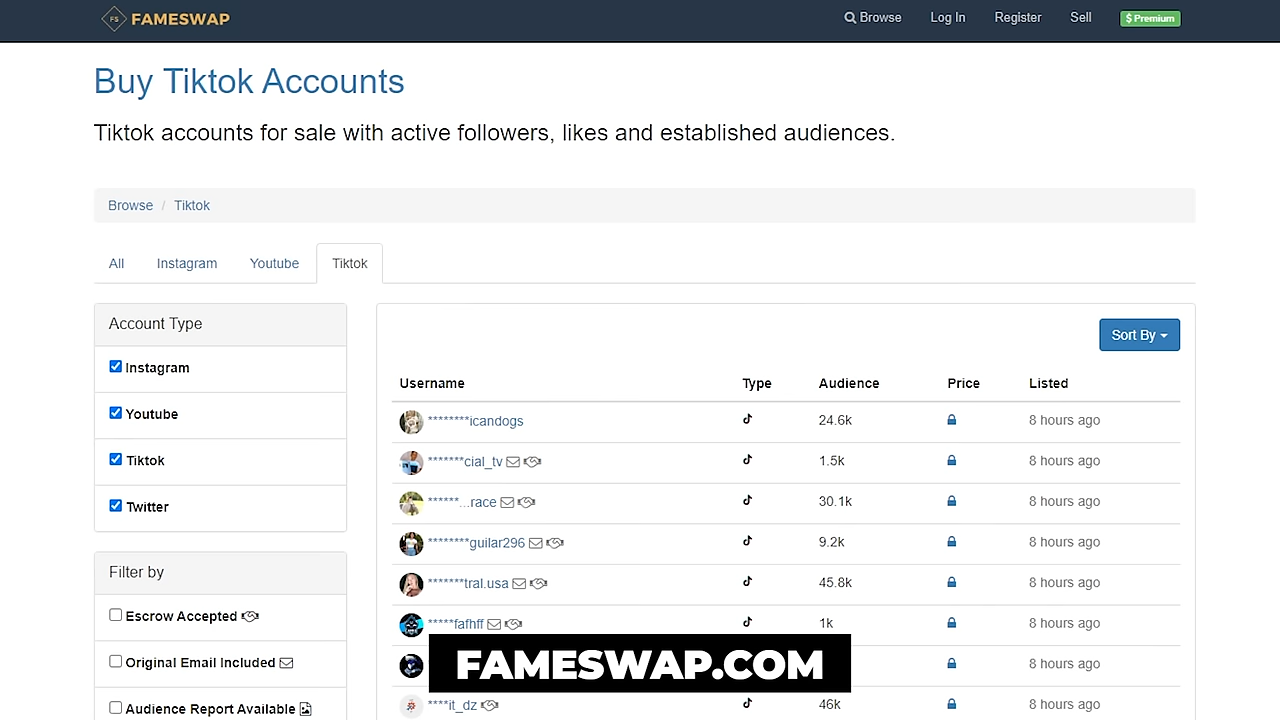 FS FAMESWAP
Browse Log In Register Sell $ Premium
Buy Tiktok Accounts
Tiktok accounts for sale with active followers, likes and established audiences.
Browse / Tiktok
All Instagram Youtube Tiktok
Account Type
Instagram
Youtube
Tiktok
Twitter
Filter by
Escrow Accepted
Original Email Included
Audience Report Available
Sort By
Username Type Audience Price Listed
********icandogs 24.6k 8 hours ago
*******cial_tv 1.5k 8 hours ago
******...race 30.1k 8 hours ago
********guilar296 9.2k 8 hours ago
*******tral.usa 45.8k 8 hours ago
*****fafhff 1k 8 hours ago
8 hours ago
****it_dz 46k 8 hours ago
FAMESWAP.COM